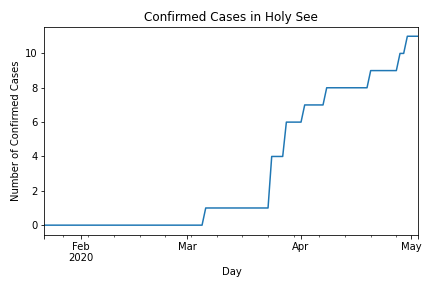 Confirmed Cases in Holy See
Number of Confirmed Cases
10
8
6
4
2
0
Feb
2020
Mar
Apr
May
Day